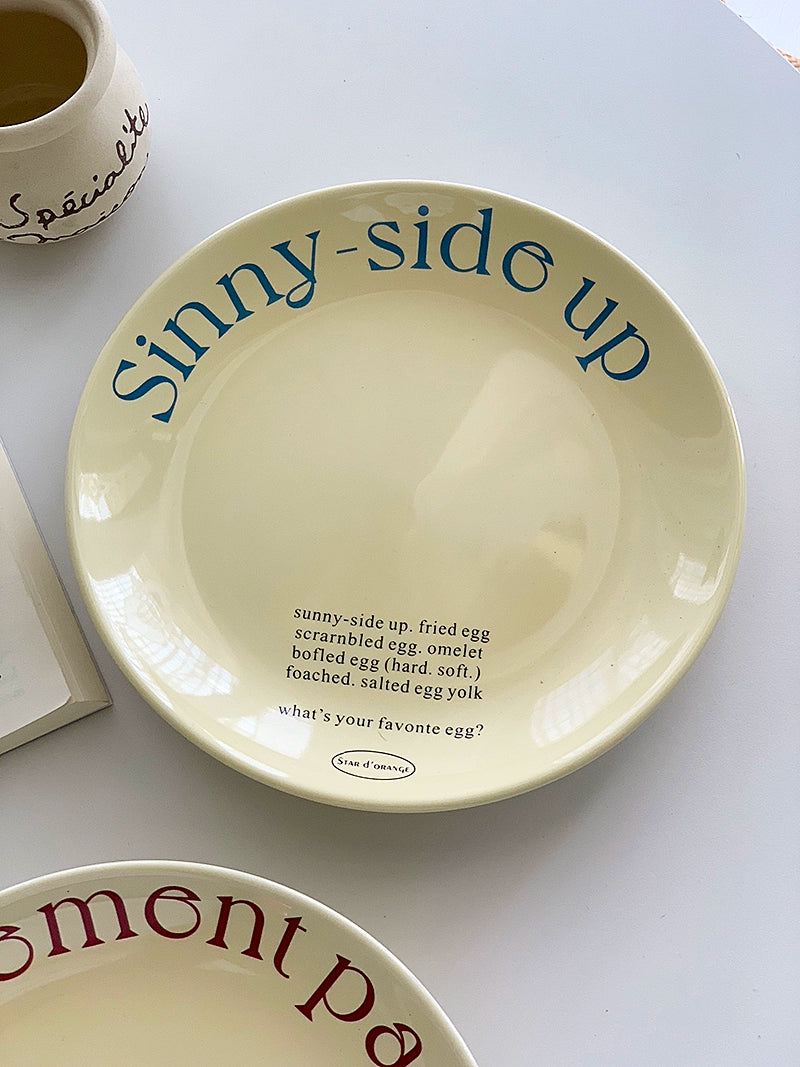 Spécialité
Sinny-side up
sunny-side up. fried egg
scrarnbled egg. omelet
bofled egg (hard. soft.)
foached. salted egg yolk
what's your favonte egg?
STAR d'ORANGE
ement pa